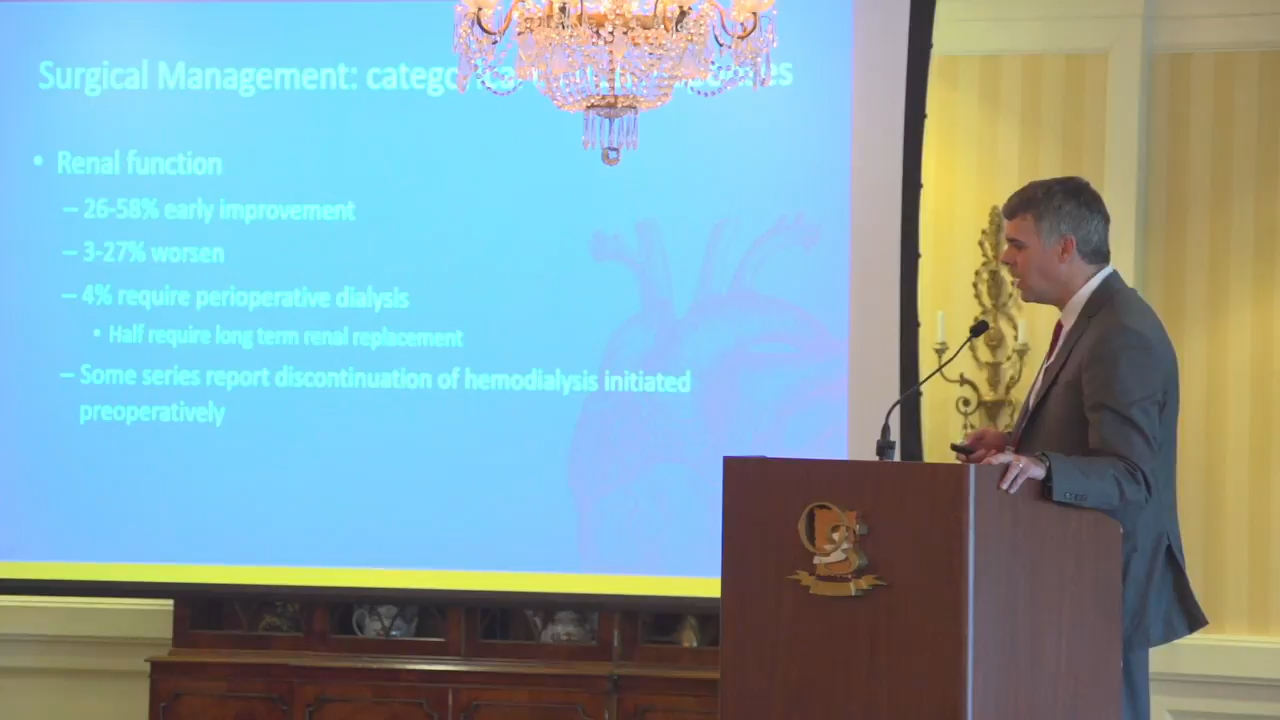 Surgical Management:
• Renal function
– 26-58% early improvement
– 3-27% worsen
– 4% require perioperative dialysis
• Half require long term renal replacement
– Some series report discontinuation of hemodialysis initiated
preoperatively